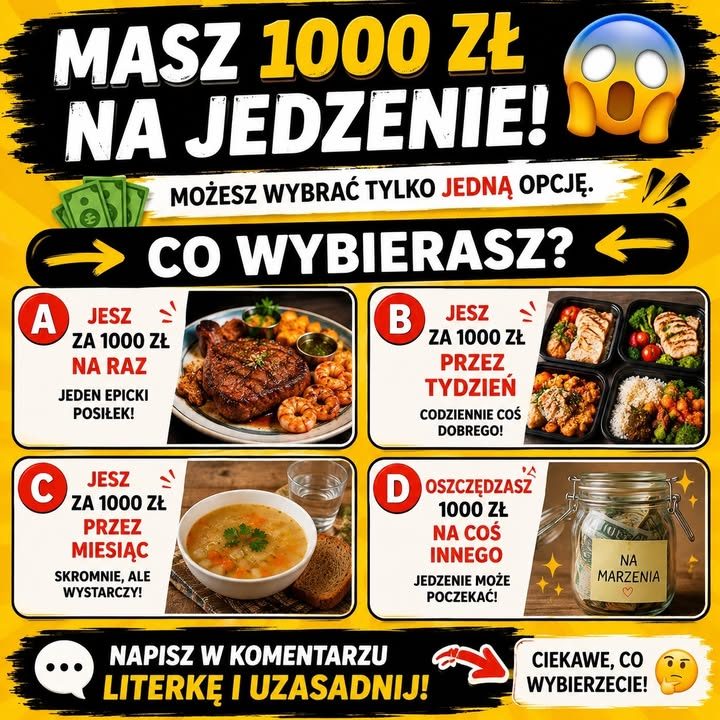 MASZ 1000 ZŁ
NA JEDZENIE!
MOŻESZ WYBRAĆ TYLKO JEDNĄ OPCJĘ.
CO WYBIERASZ?
A
JESZ
ZA 1000 ZŁ
NA RAZ
JEDEN EPICKI
POSIŁEK!
B
JESZ
ZA 1000 ZŁ
PRZEZ
TYDZIEŃ
CODZIENNIE COŚ
DOBREGO!
C
JESZ
ZA 1000 ZŁ
PRZEZ
MIESIĄC
SKROMNIE, ALE
WYSTARCZY!
D
OSZCZĘDZASZ
1000 ZŁ
NA COŚ
INNEGO
JEDZENIE MOŻE
POCZEKAĆ!
NA
MARZENIA
NAPISZ W KOMENTARZU
LITERKĘ I UZASADNIJ!
CIEKAWE, CO
WYBIERZECIE!